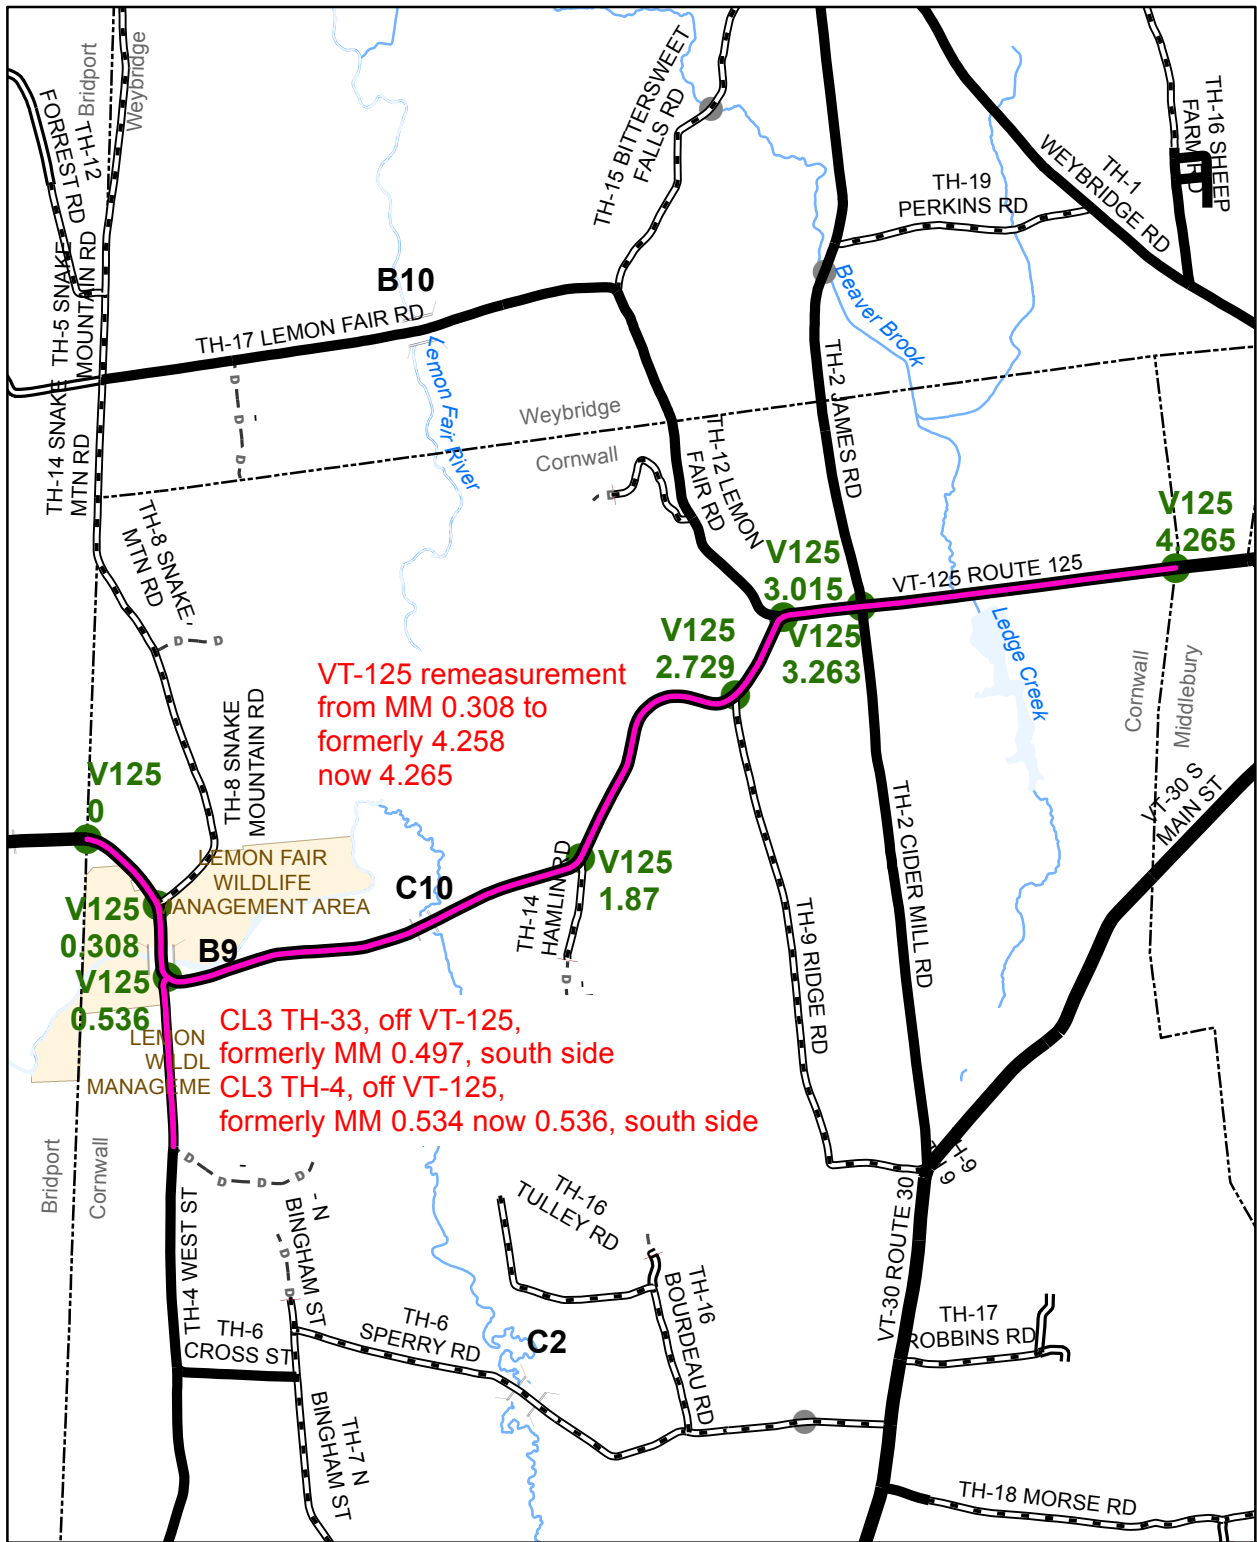 Bridport
Weybridge
TH-12
FORREST RD
TH-15 BITTERSWEET
FALLS RD
TH-16 SHEEP
FARM RD
TH-1
WEYBRIDGE RD
TH-19
PERKINS RD
TH-5 SNAKE
MOUNTAIN RD
B10
TH-17 LEMON FAIR RD
Beaver Brook
Lemon Fair River
TH-14 SNAKE
MTN RD
D
D
D
-
Weybridge
Cornwall
TH-2 JAMES RD
TH-12 LEMON
FAIR RD
D
TH-8 SNAKE
MTN RD
D
D
V125
4.265
V125
3.015
VT-125 ROUTE 125
V125
3.263
V125
2.729
Ledge Creek
Cornwall
Middlebury
VT-125 remeasurement
from MM 0.308 to
formerly 4.258
now 4.265
TH-8 SNAKE
MOUNTAIN RD
V125
0
VT-30 S
MAIN ST
TH-2 CIDER MILL RD
LEMON FAIR
WILDLIFE
ANAGEMENT AREA
C10
V125
1.87
TH-14
HAMLIN RD
D
V125
0.308
B9
V125
0.536
TH-9 RIDGE RD
CL3 TH-33, off VT-125,
formerly MM 0.497, south side
CL3 TH-4, off VT-125,
formerly MM 0.534 now 0.536, south side
LEMON
WILDL
MANAGEME
Bridport
Cornwall
D
D
D
D
-
TH-9
TH-4 WEST ST
- N
BINGHAM ST
D
D
TH-16
TULLEY RD
TH-16
BOURDEAU RD
VT-30 ROUTE 30
TH-17
ROBBINS RD
TH-6
CROSS ST
TH-6
SPERRY RD
C2
TH-7 N
BINGHAM ST
TH-18 MORSE RD